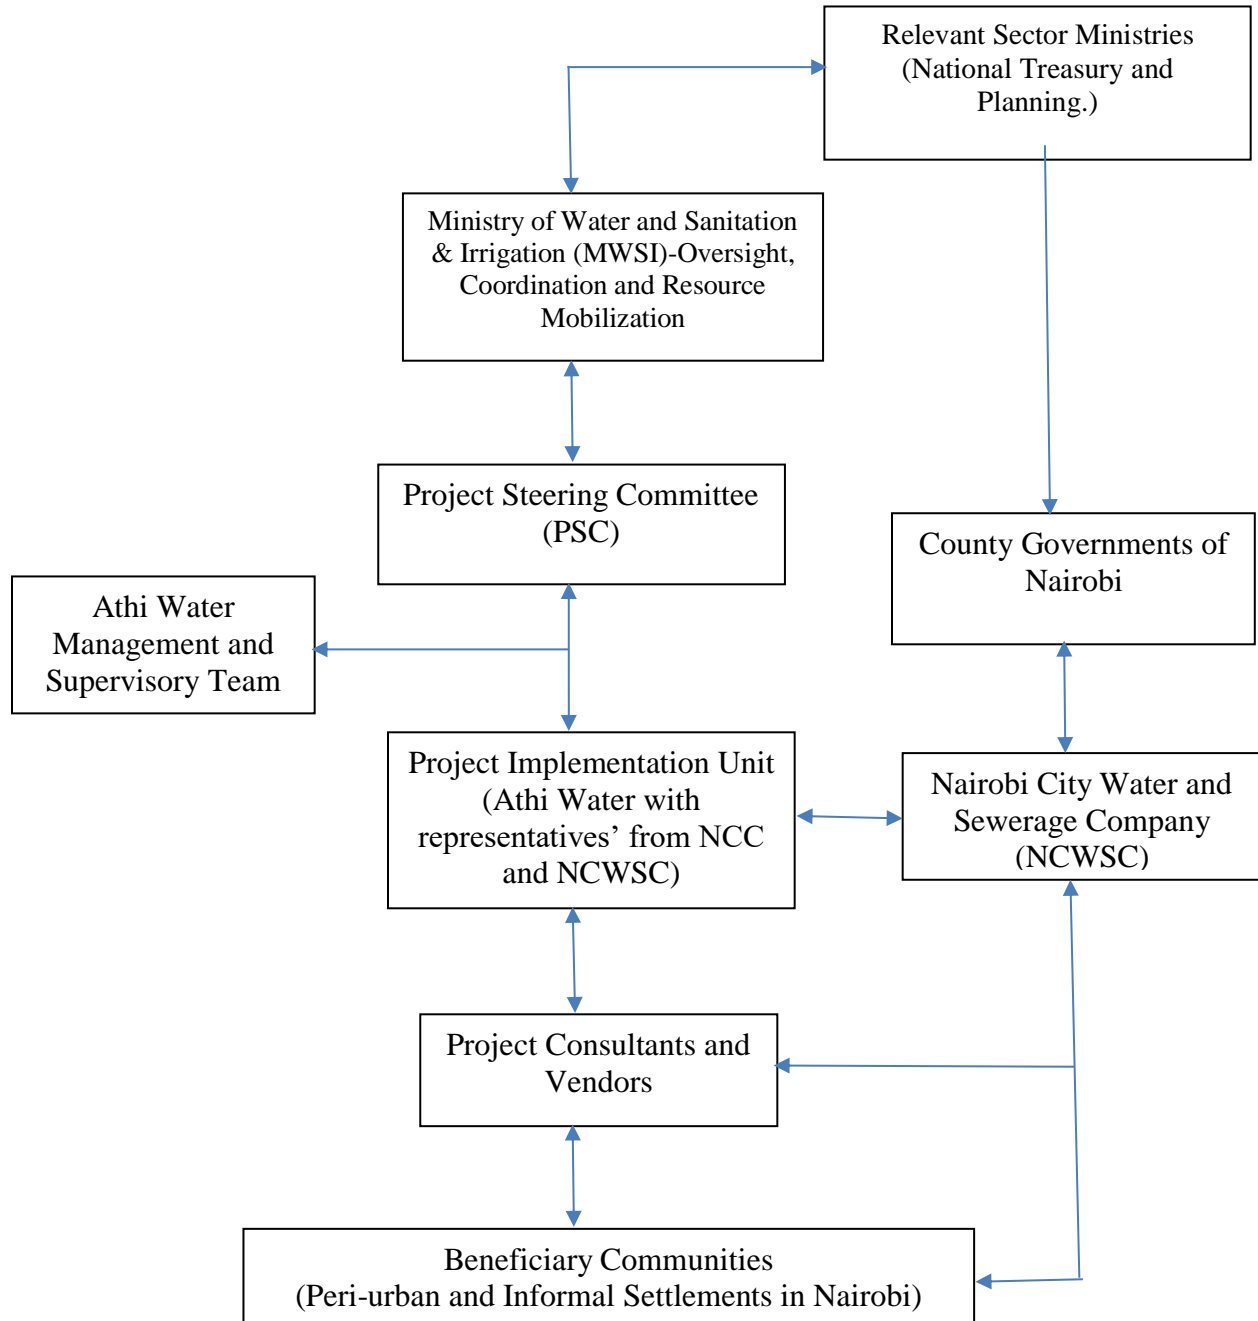 Relevant Sector Ministries
(National Treasury and
Planning.)
Ministry of Water and Sanitation
& Irrigation (MWSI)-Oversight,
Coordination and Resource
Mobilization
Project Steering Committee
(PSC)
County Governments of
Nairobi
Athi Water
Management and
Supervisory Team
Project Implementation Unit
(Athi Water with
representatives’ from NCC
and NCWSC)
Nairobi City Water and
Sewerage Company
(NCWSC)
Project Consultants and
Vendors
Beneficiary Communities
(Peri-urban and Informal Settlements in Nairobi)